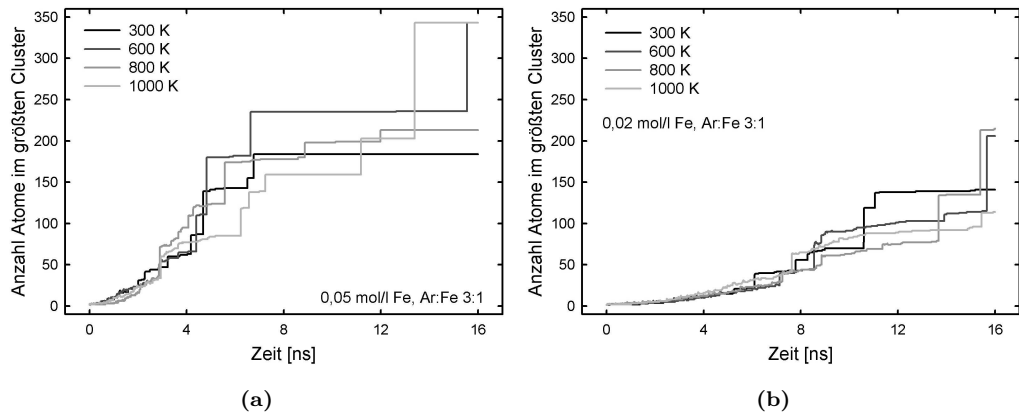 350
300
250
200
150
100
50
0
Anzahl Atome im größten Cluster
300 K
600 K
800 K
1000 K
0,05 mol/l Fe, Ar:Fe 3:1
0 4 8 12 16
Zeit [ns]
(a)
350
300
250
200
150
100
50
0
Anzahl Atome im größten Cluster
300 K
600 K
800 K
1000 K
0,02 mol/l Fe, Ar:Fe 3:1
0 4 8 12 16
Zeit [ns]
(b)